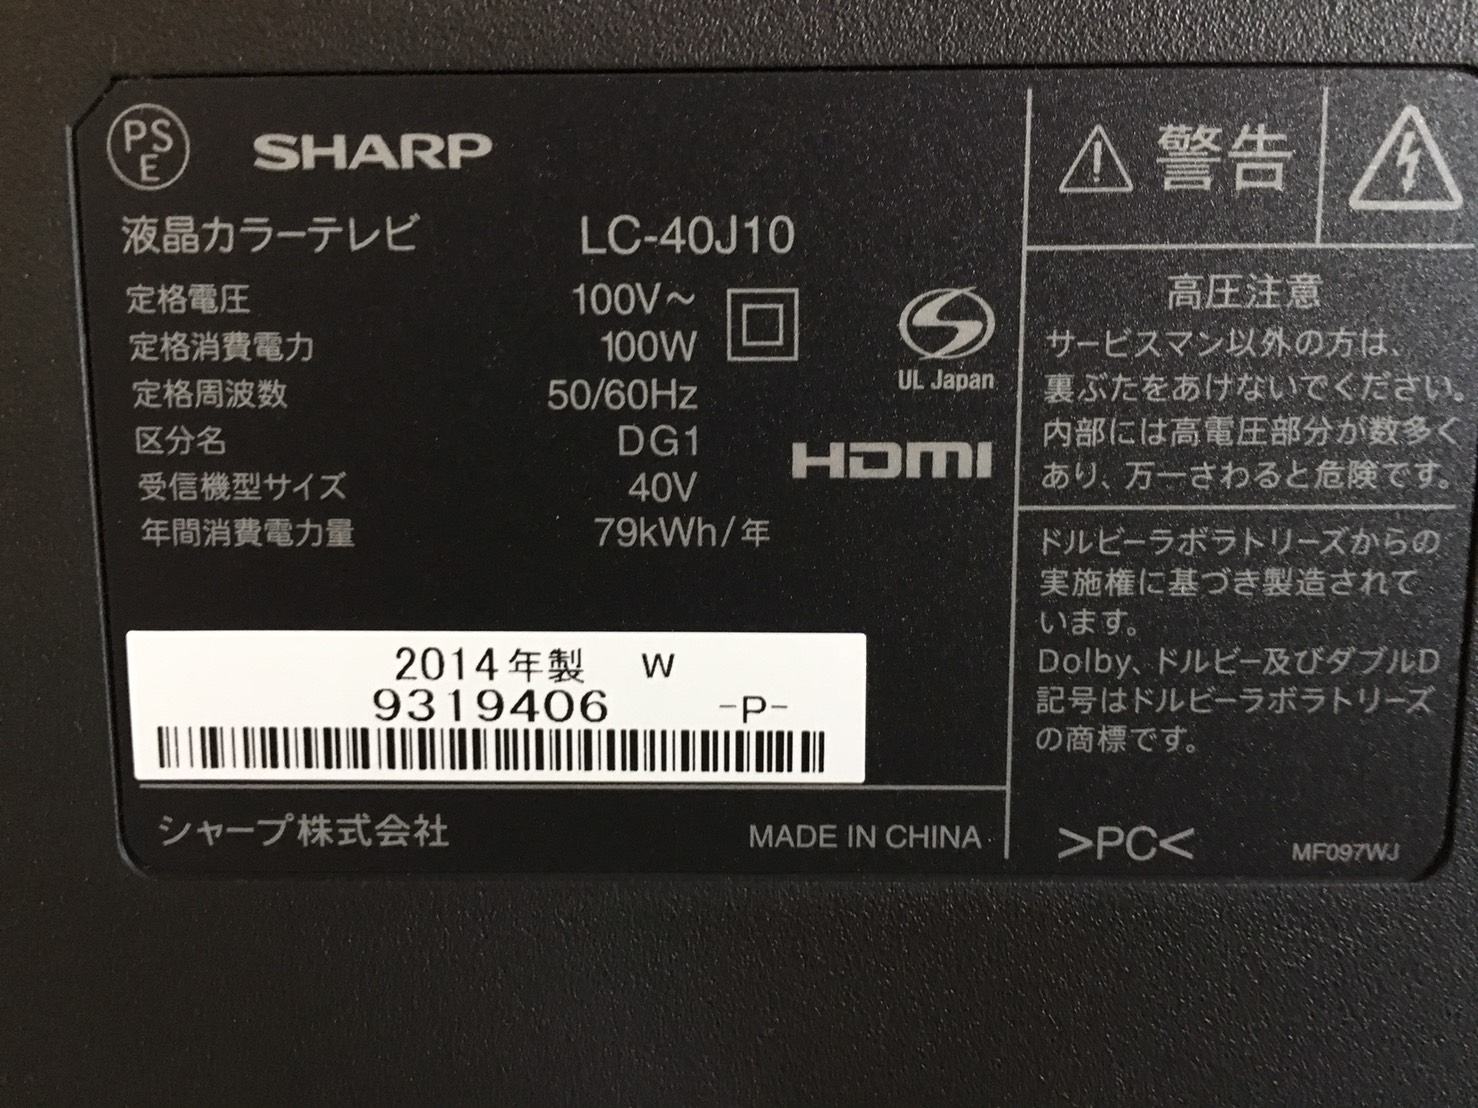 PS
E
SHARP
液晶カラーテレビ LC-40J10
定格電圧 100V～
定格消費電力 100W
定格周波数 50/60Hz
区分名 DG1
受信機型サイズ 40V
年間消費電力量 79kWh/年
UL Japan
HDMI
2014年製 W
9319406 -P-
シャープ株式会社 MADE IN CHINA
警告
高圧注意
サービスマン以外の方は、
裏ぶたをあけないでください。
内部には高電圧部分が数多く
あり、万一さわると危険です。
ドルビーラボラトリーズからの
実施権に基づき製造されて
います。
Dolby、ドルビー及びダブルD
記号はドルビーラボラトリーズ
の商標です。
>PC< MF097WJ